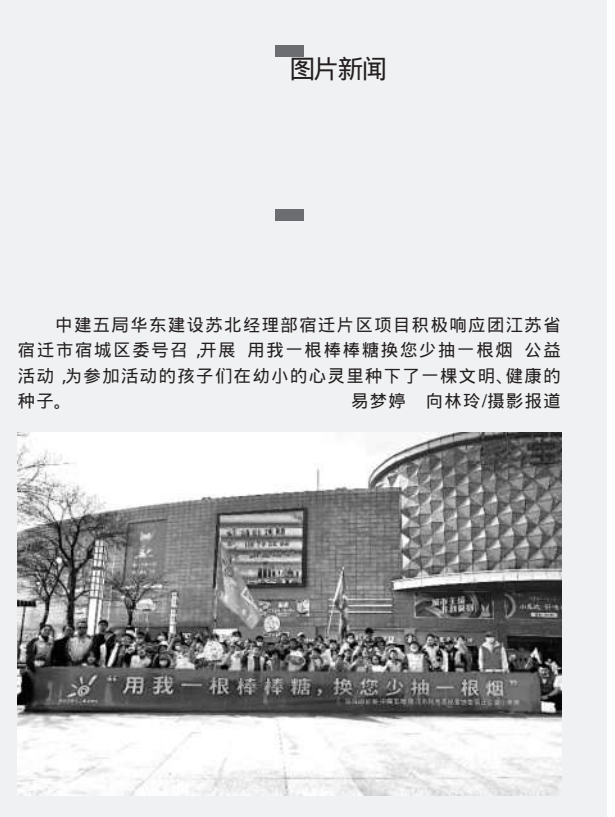 图片新闻
中建五局华东建设苏北经理部宿迁片区项目积极响应团江苏省
宿迁市宿城区委号召,开展 用我一根棒棒糖换您少抽一根烟 公益
活动,为参加活动的孩子们在幼小的心灵里种下了一棵文明、健康的
种子。 易梦婷 向林玲/摄影报道
“用我一根棒棒糖，换您少抽一根烟”